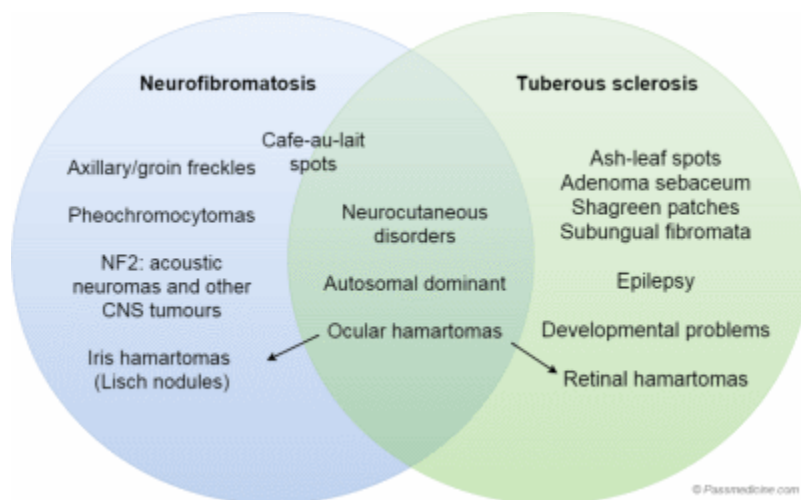 Neurofibromatosis
Cafe-au-lait
spots
Axillary/groin freckles
Pheochromocytomas
NF2: acoustic
neuromas and other
CNS tumours
Iris hamartomas
(Lisch nodules)
Neurocutaneous
disorders
Autosomal dominant
Ocular hamartomas
Tuberous sclerosis
Ash-leaf spots
Adenoma sebaceum
Shagreen patches
Subungual fibromata
Epilepsy
Developmental problems
Retinal hamartomas
© Passmedicine.com